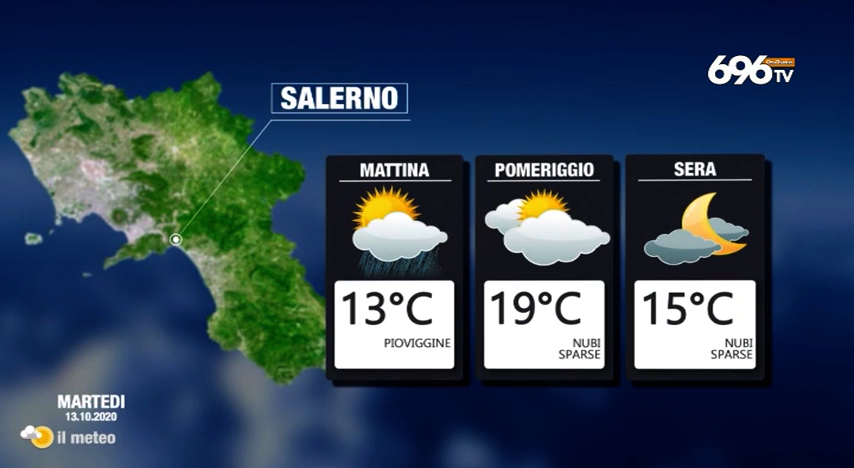 696 TV
SALERNO
MATTINA
13°C
PIOVIGGINE
POMERIGGIO
19°C
NUBI
SPARSE
SERA
15°C
NUBI
SPARSE
MARTEDI
13.10.2020
il meteo